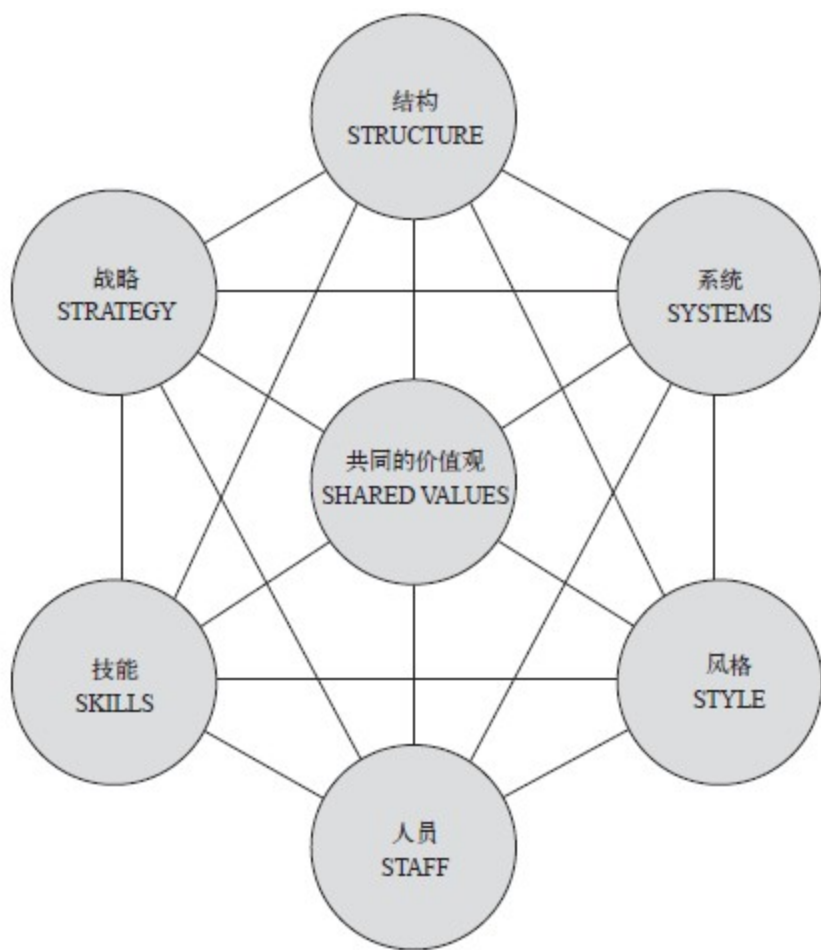 结构
STRUCTURE
战略
STRATEGY
系统
SYSTEMS
共同的价值观
SHARED VALUES
技能
SKILLS
风格
STYLE
人员
STAFF